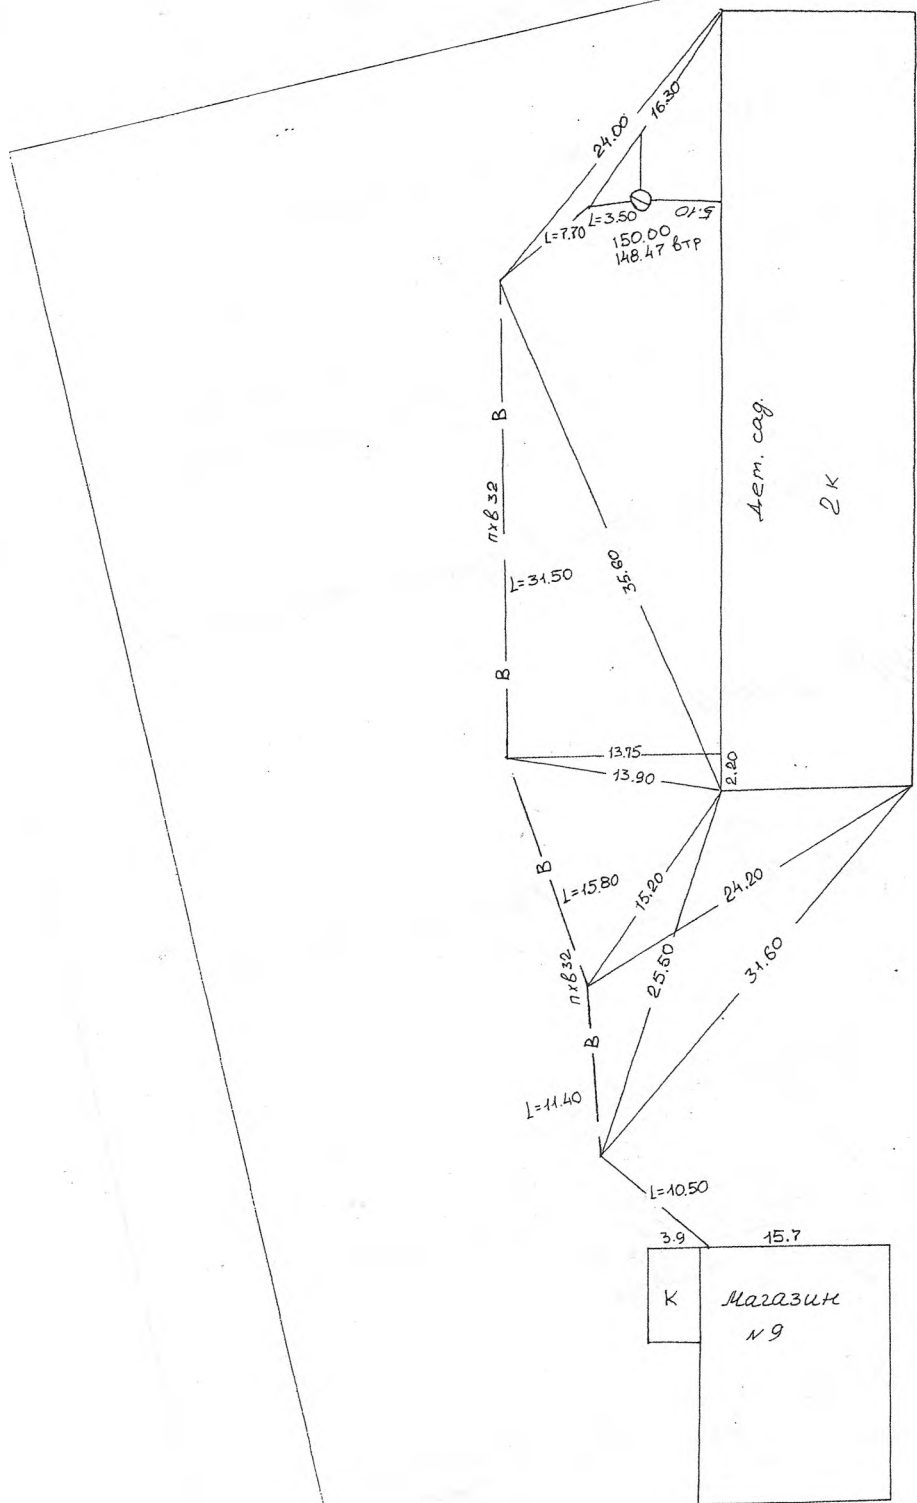 24.00
16.30
L=7.70
L=3.50
5.10
150.00
148.47 втр
В
пхв 32
L=31.50
35.60
Дет. сад.
2К
В
13.75
13.90
2.20
В
L=15.80
15.20
24.20
пхв 32
25.50
31.60
В
L=11.40
L=10.50
3.9
15.7
К
Магазин
N 9